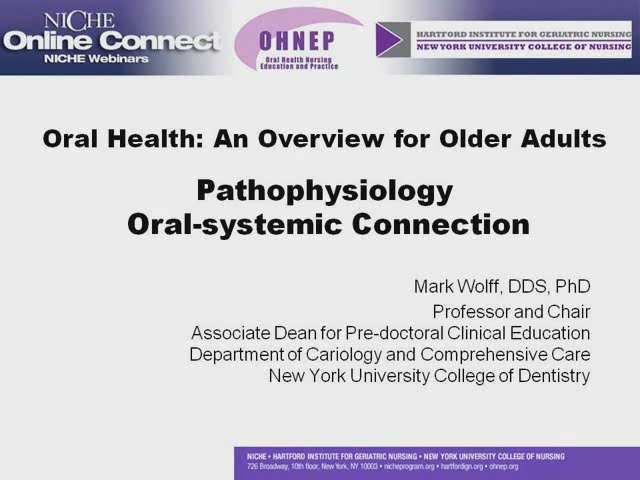 NICHE
Online Connect
NICHE Webinars
OHNEP
Oral Health Nursing
Education and Practice
HARTFORD INSTITUTE FOR GERIATRIC NURSING
NEW YORK UNIVERSITY COLLEGE OF NURSING
Oral Health: An Overview for Older Adults
Pathophysiology
Oral-systemic Connection
Mark Wolff, DDS, PhD
Professor and Chair
Associate Dean for Pre-doctoral Clinical Education
Department of Cariology and Comprehensive Care
New York University College of Dentistry
NICHE • HARTFORD INSTITUTE FOR GERIATRIC NURSING • NEW YORK UNIVERSITY COLLEGE OF NURSING
726 Broadway, 10th floor, New York, NY 10003 • nicheprogram.org • hartfordign.org • ohnep.org